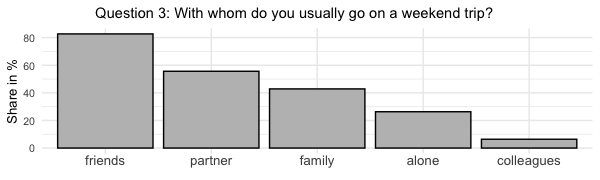 Question 3: With whom do you usually go on a weekend trip?
Share in %
80
60
40
20
0
friends partner family alone colleagues